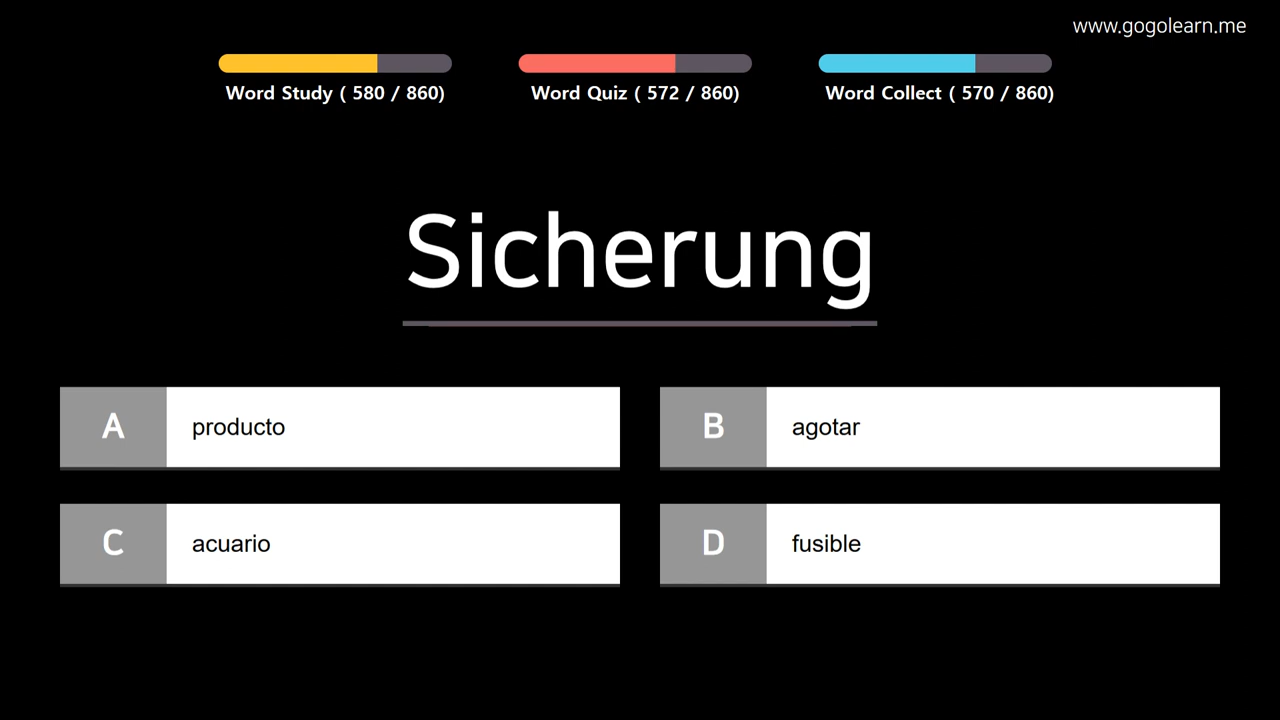 www.gogolearn.me
Word Study ( 580 / 860)
Word Quiz ( 572 / 860)
Word Collect ( 570 / 860)
Sicherung
A producto
B agotar
C acuario
D fusible